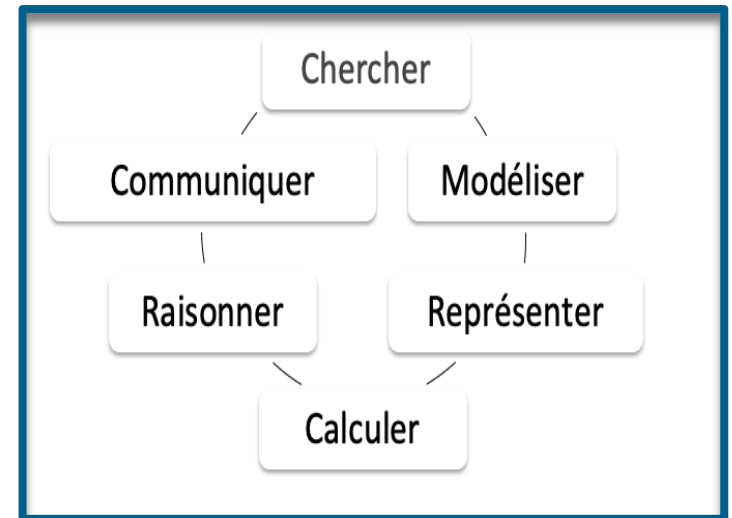 Chercher
Communiquer
Modéliser
Raisonner
Représenter
Calculer